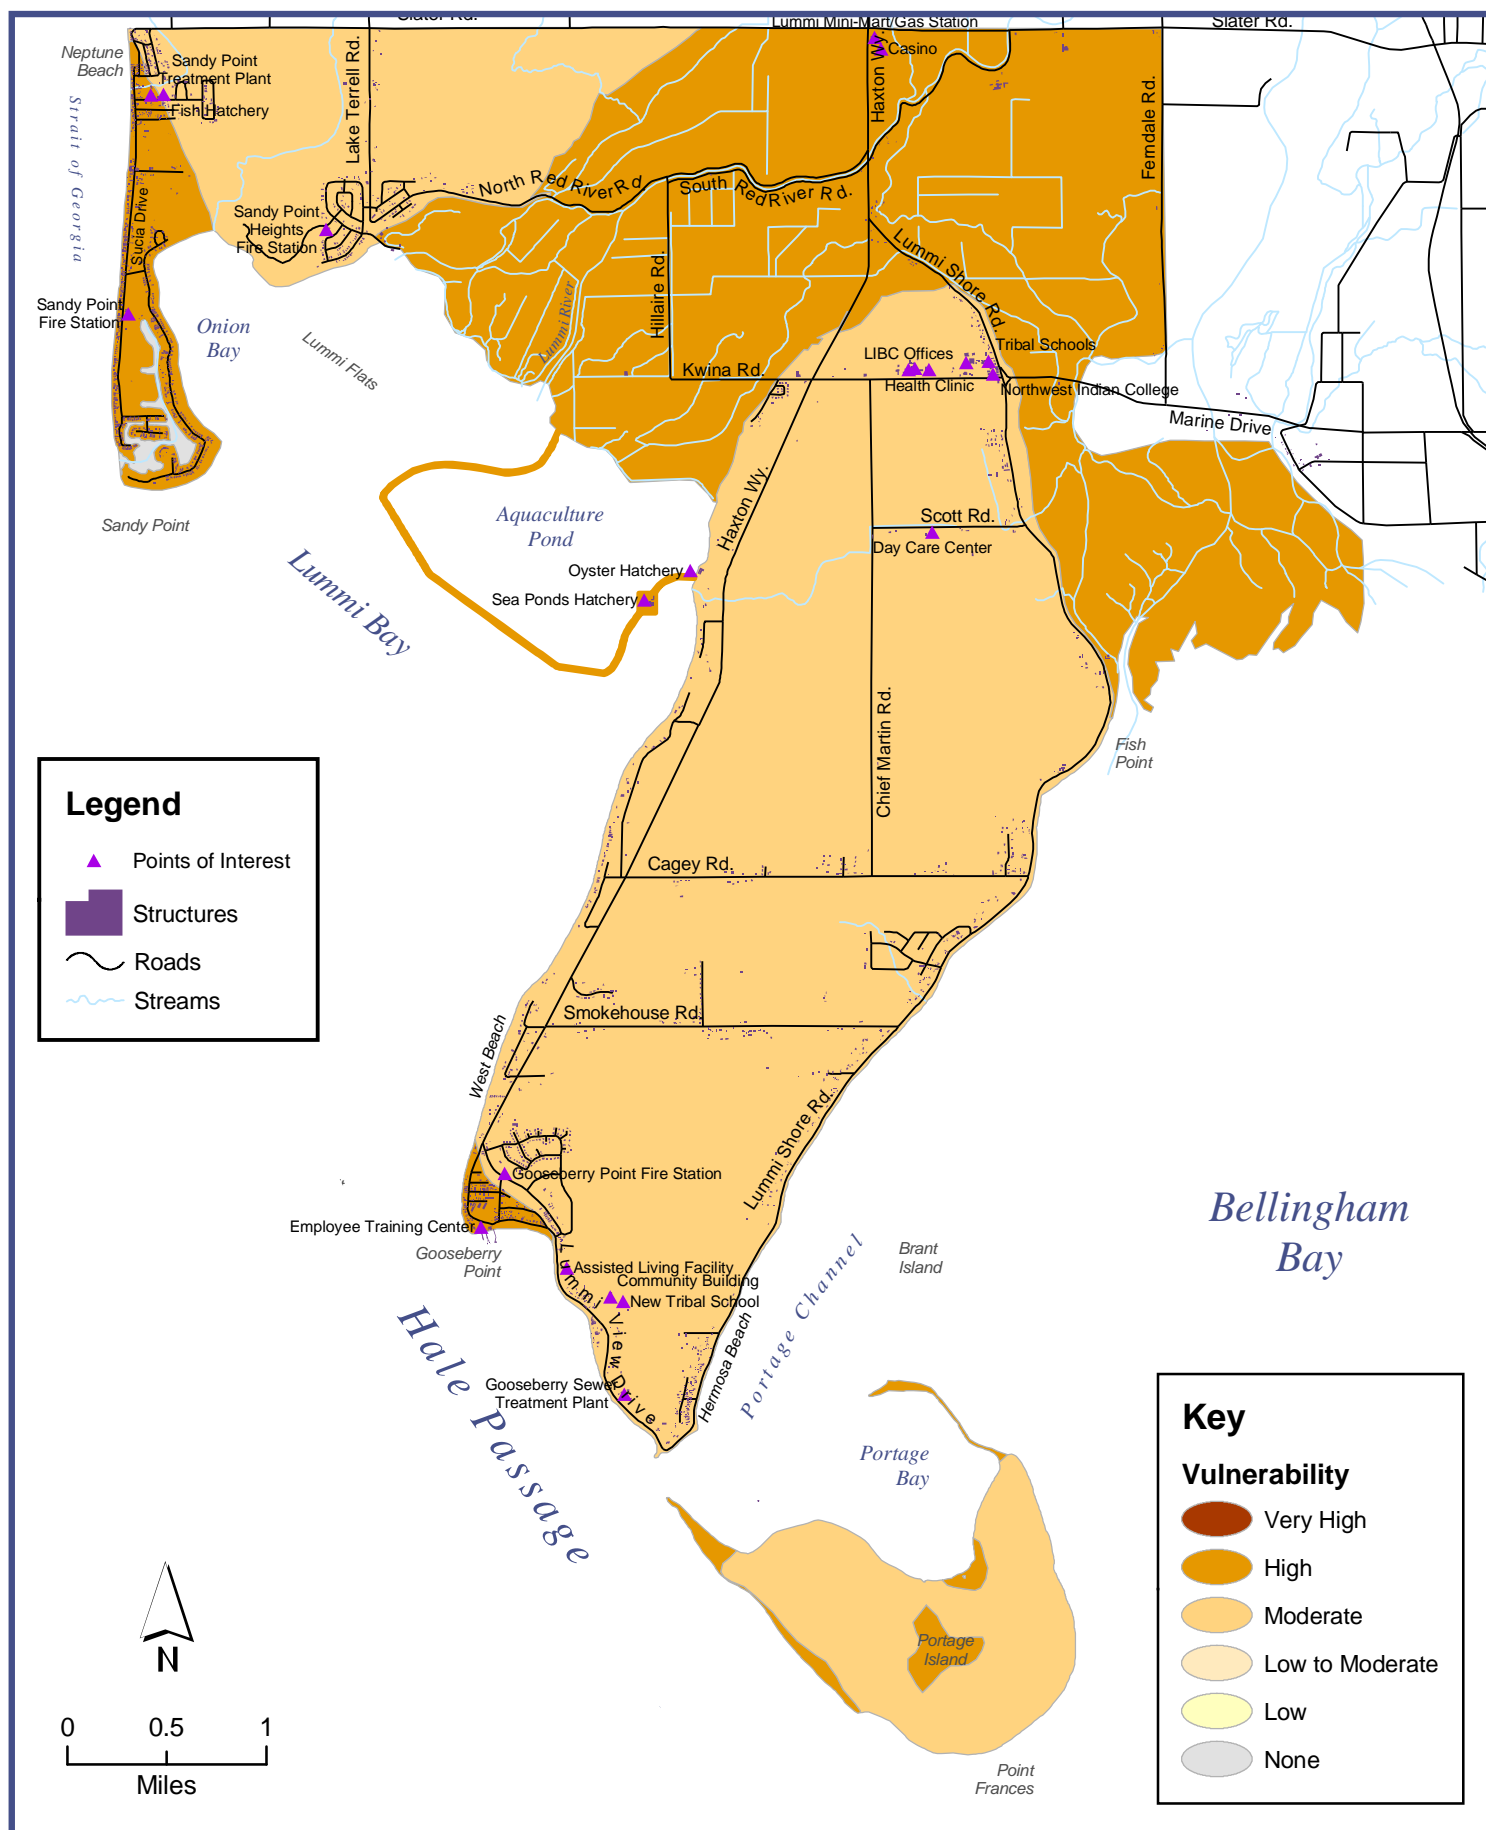 Slater Rd.
Lummi Mini-Mart/Gas Station
Slater Rd.
Neptune
Beach
Sandy Point
Treatment Plant
Fish Hatchery
Casino
Haxton Wy.
Lake Terrell Rd.
Ferndale Rd.
Strait of Georgia
Sucia Drive
North Red River Rd
South Red River Rd.
Sandy Point
Heights
Fire Station
Lummi Shore Rd.
Hillaire Rd.
Lummi River
Sandy Point
Fire Station
Onion
Bay
Lummi Flats
Kwina Rd.
LIBC Offices
Tribal Schools
Health Clinic
Northwest Indian College
Marine Drive
Haxton Wy.
Sandy Point
Aquaculture
Pond
Scott Rd.
Day Care Center
Lummi Bay
Oyster Hatchery
Sea Ponds Hatchery
Chief Martin Rd.
Fish
Point
Legend
Points of Interest
Structures
Roads
Streams
Cagey Rd.
Smokehouse Rd.
West Beach
Lummi Shore Rd.
Gooseberry Point Fire Station
Employee Training Center
Gooseberry
Point
Bellingham
Bay
Brant
Island
Portage Channel
Assisted Living Facility
Community Building
New Tribal School
Lummi View Drive
Hermosa Beach
Hale Passage
Gooseberry Sewer
Treatment Plant
Portage
Bay
Portage
Island
Point
Frances
N
0 0.5 1
Miles
Key
Vulnerability
Very High
High
Moderate
Low to Moderate
Low
None